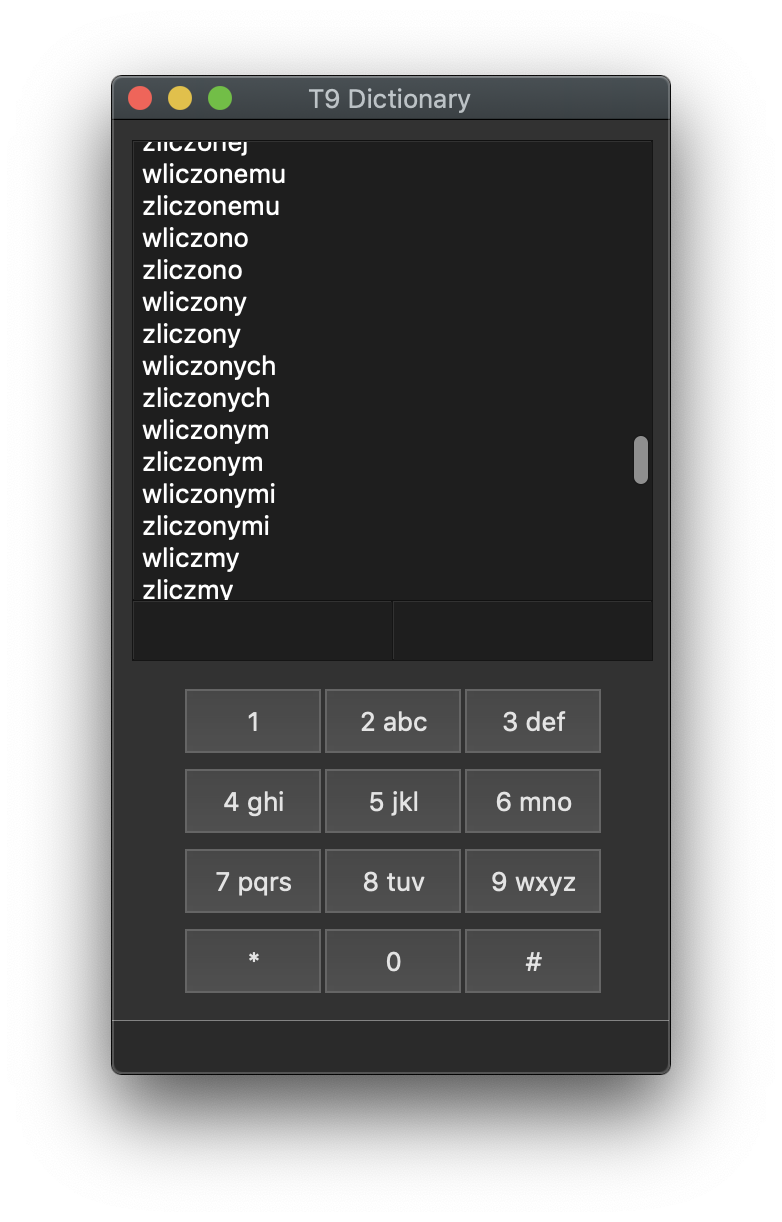 T9 Dictionary
zliczonej
wliczonemu
zliczonemu
wliczono
zliczono
wliczony
zliczony
wliczonych
zliczonych
wliczonym
zliczonym
wliczonymi
zliczonymi
wliczmy
zliczmy
1 2 abc 3 def
4 ghi 5 jkl 6 mno
7 pqrs 8 tuv 9 wxyz
* 0 #